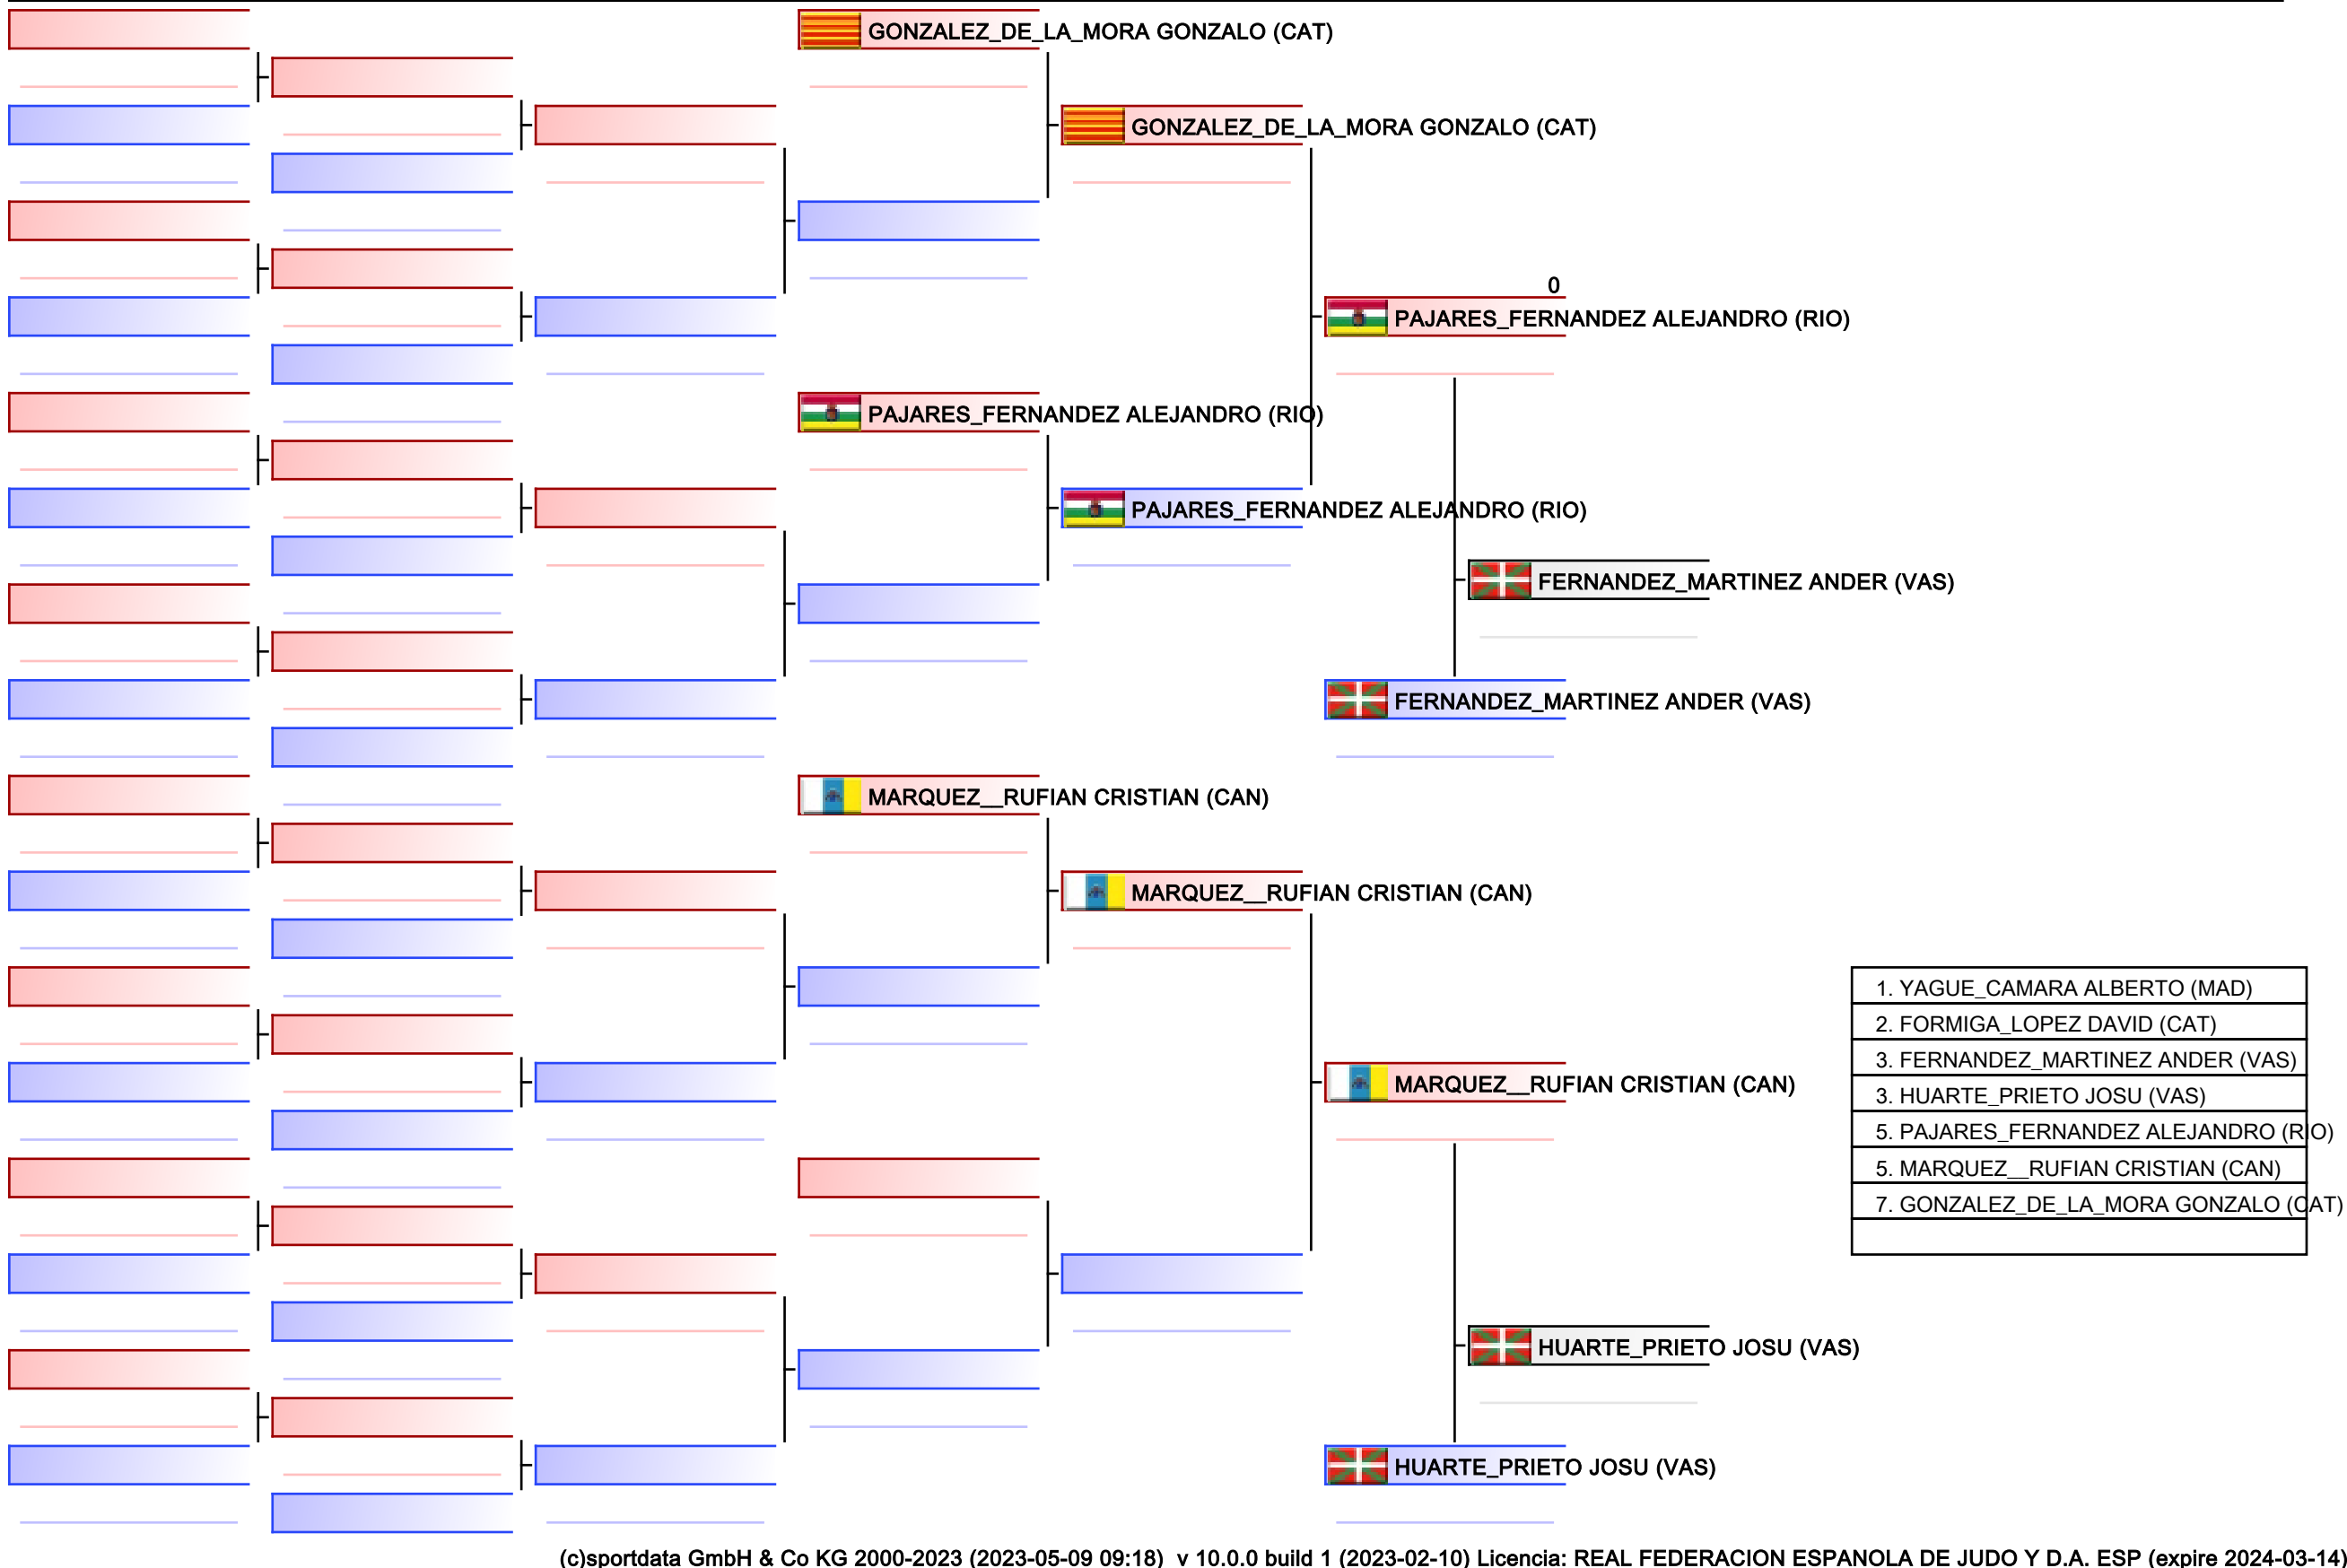 GONZALEZ_DE_LA_MORA GONZALO (CAT)
GONZALEZ_DE_LA_MORA GONZALO (CAT)
0
PAJARES_FERNANDEZ ALEJANDRO (RIO)
PAJARES_FERNANDEZ ALEJANDRO (RIO)
PAJARES_FERNANDEZ ALEJANDRO (RIO)
FERNANDEZ_MARTINEZ ANDER (VAS)
FERNANDEZ_MARTINEZ ANDER (VAS)
MARQUEZ__RUFIAN CRISTIAN (CAN)
MARQUEZ__RUFIAN CRISTIAN (CAN)
MARQUEZ__RUFIAN CRISTIAN (CAN)
HUARTE_PRIETO JOSU (VAS)
HUARTE_PRIETO JOSU (VAS)
1. YAGUE_CAMARA ALBERTO (MAD)
2. FORMIGA_LOPEZ DAVID (CAT)
3. FERNANDEZ_MARTINEZ ANDER (VAS)
3. HUARTE_PRIETO JOSU (VAS)
5. PAJARES_FERNANDEZ ALEJANDRO (RIO)
5. MARQUEZ__RUFIAN CRISTIAN (CAN)
7. GONZALEZ_DE_LA_MORA GONZALO (CAT)
(c)sportdata GmbH & Co KG 2000-2023 (2023-05-09 09:18) v 10.0.0 build 1 (2023-02-10) Licencia: REAL FEDERACION ESPANOLA DE JUDO Y D.A. ESP (expire 2024-03-14)